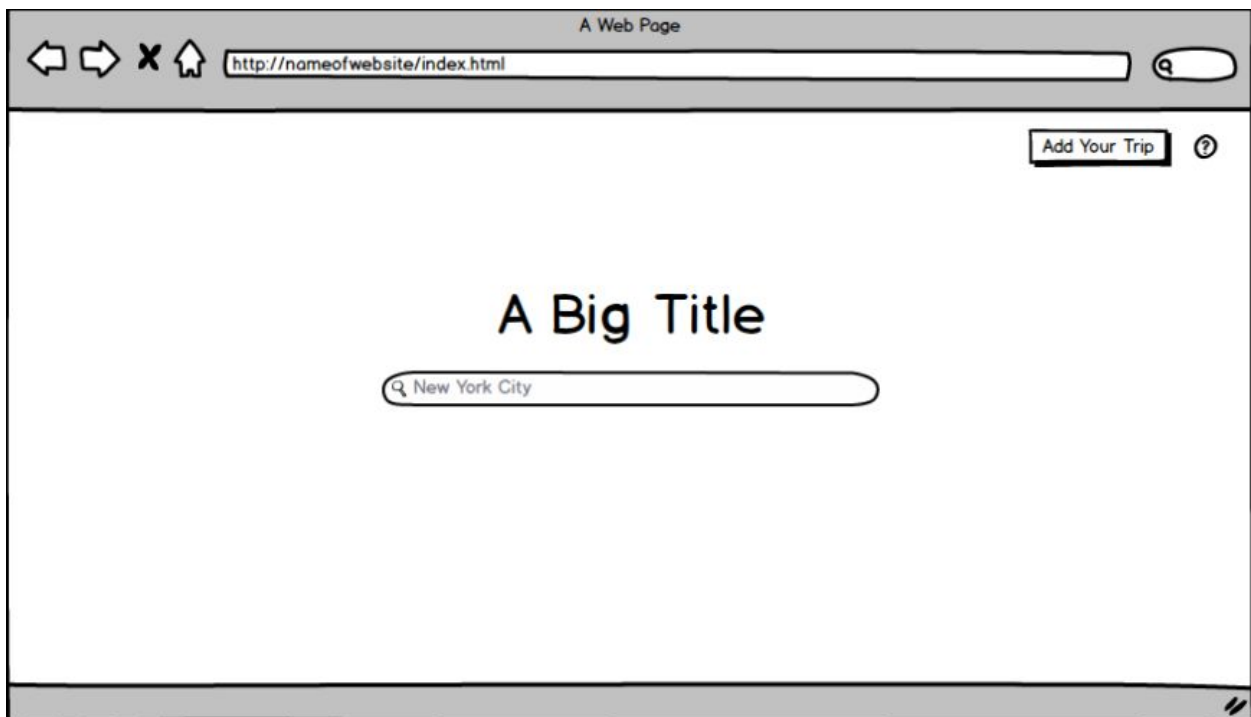 A Web Page
http://nameofwebsite/index.html
Add Your Trip ?
A Big Title
New York City